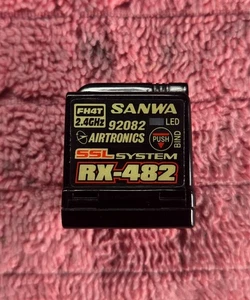 FH4T SANWA
2.4GHz 92082 LED
AIRTRONICS PUSH BIND
SSL SYSTEM
RX-482